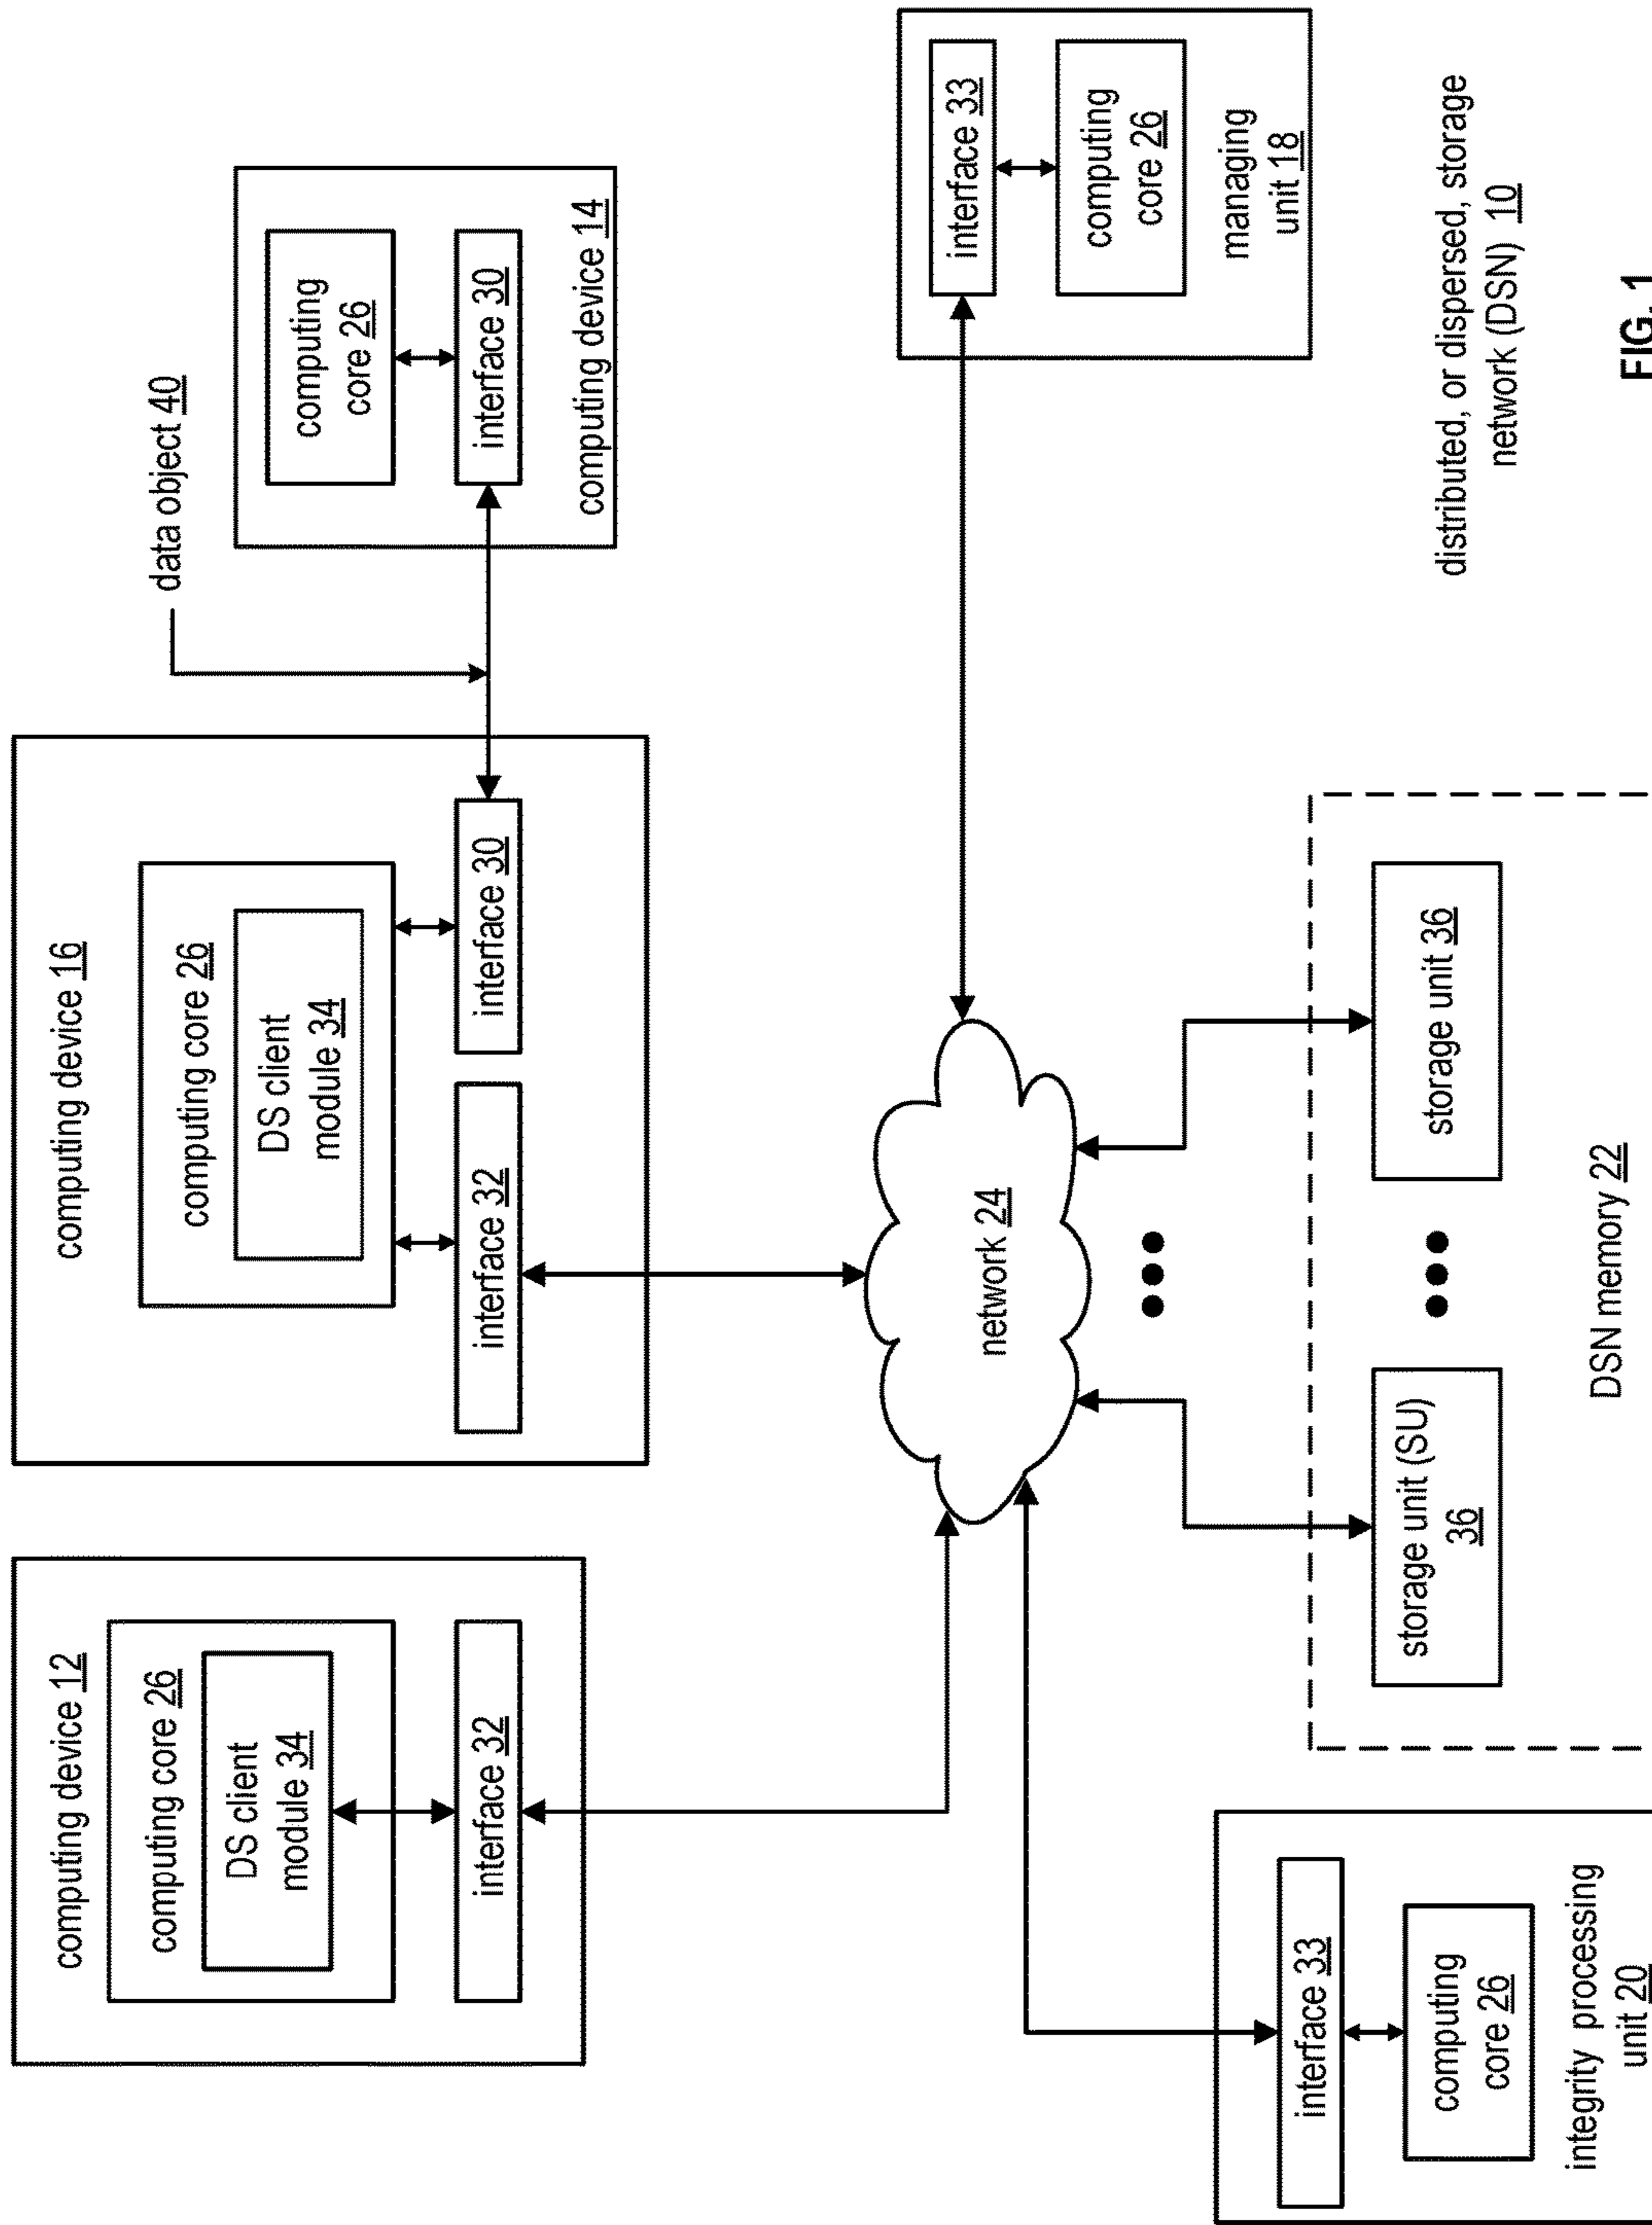 computing device 12
computing core 26
DS client
module 34
interface 32
computing device 16
computing core 26
DS client
module 34
interface 32
interface 30
data object 40
computing
core 26
interface 30
computing device 14
network 24
interface 33
computing
core 26
managing
unit 18
interface 33
computing
core 26
integrity processing
unit 20
storage unit (SU)
36
storage unit 36
DSN memory 22
distributed, or dispersed, storage
network (DSN) 10
FIG. 1